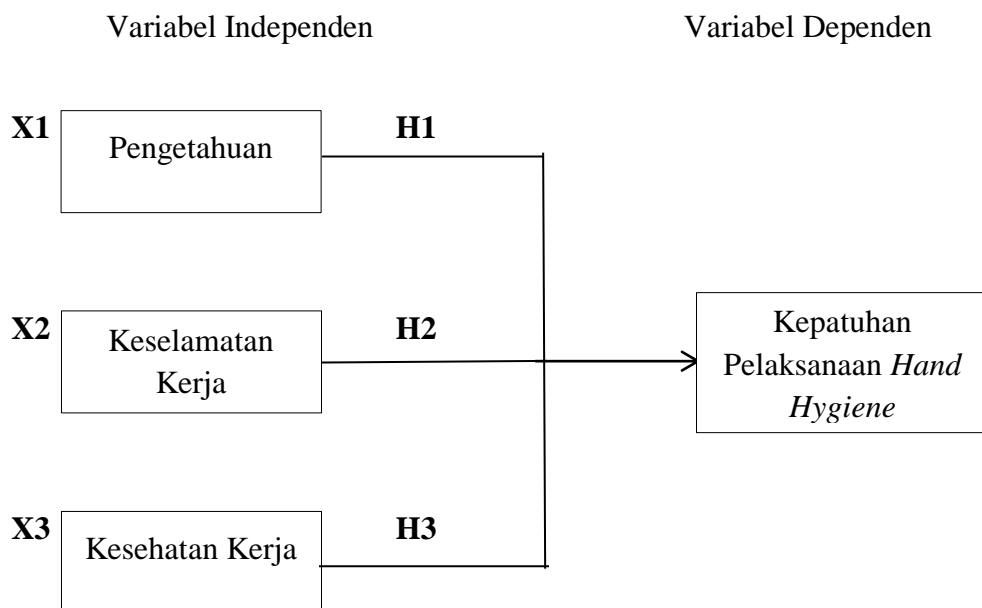 Variabel Independen
Variabel Dependen
X1
Pengetahuan
H1
X2
Keselamatan
Kerja
H2
Kepatuhan
Pelaksanaan Hand
Hygiene
X3
Kesehatan Kerja
H3